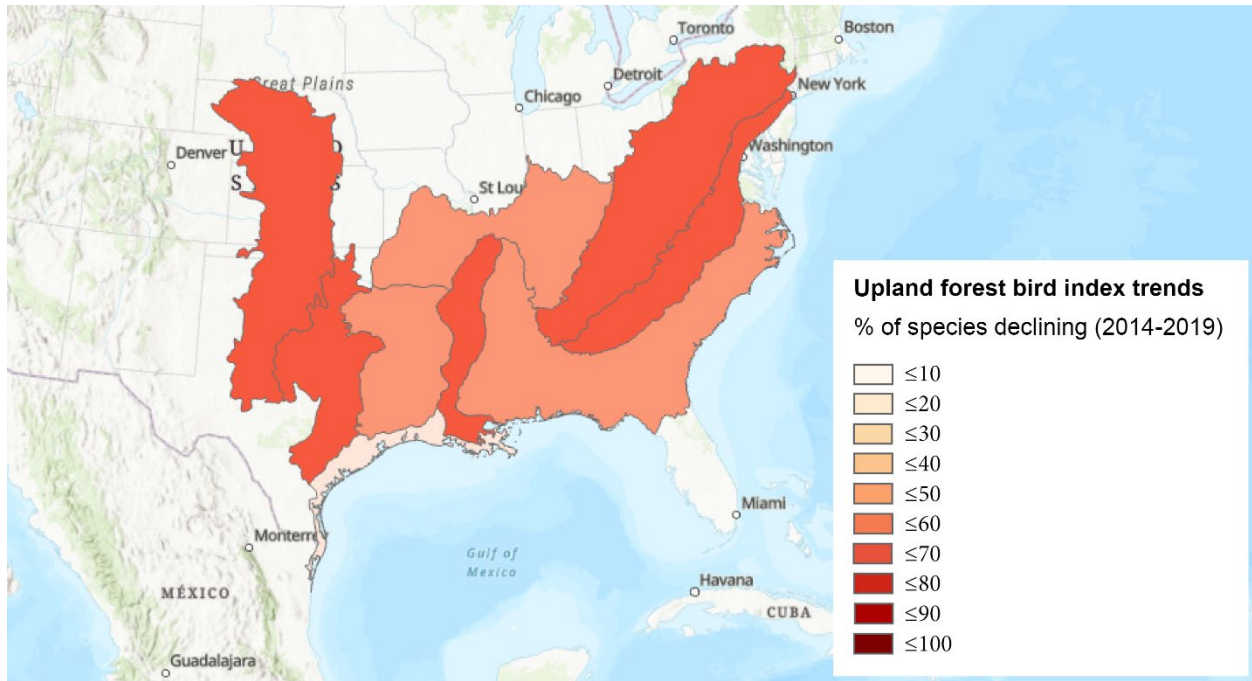 Toronto
Boston
Great Plains
Detroit
Chicago
New York
Denver
U
D
Washington
S
S
St Lou
Upland forest bird index trends
% of species declining (2014-2019)
≤10
≤20
≤30
≤40
≤50
≤60
≤70
≤80
≤90
≤100
Miami
Monterrey
Gulf of
Mexico
MÉXICO
Havana
CUBA
Guadalajara